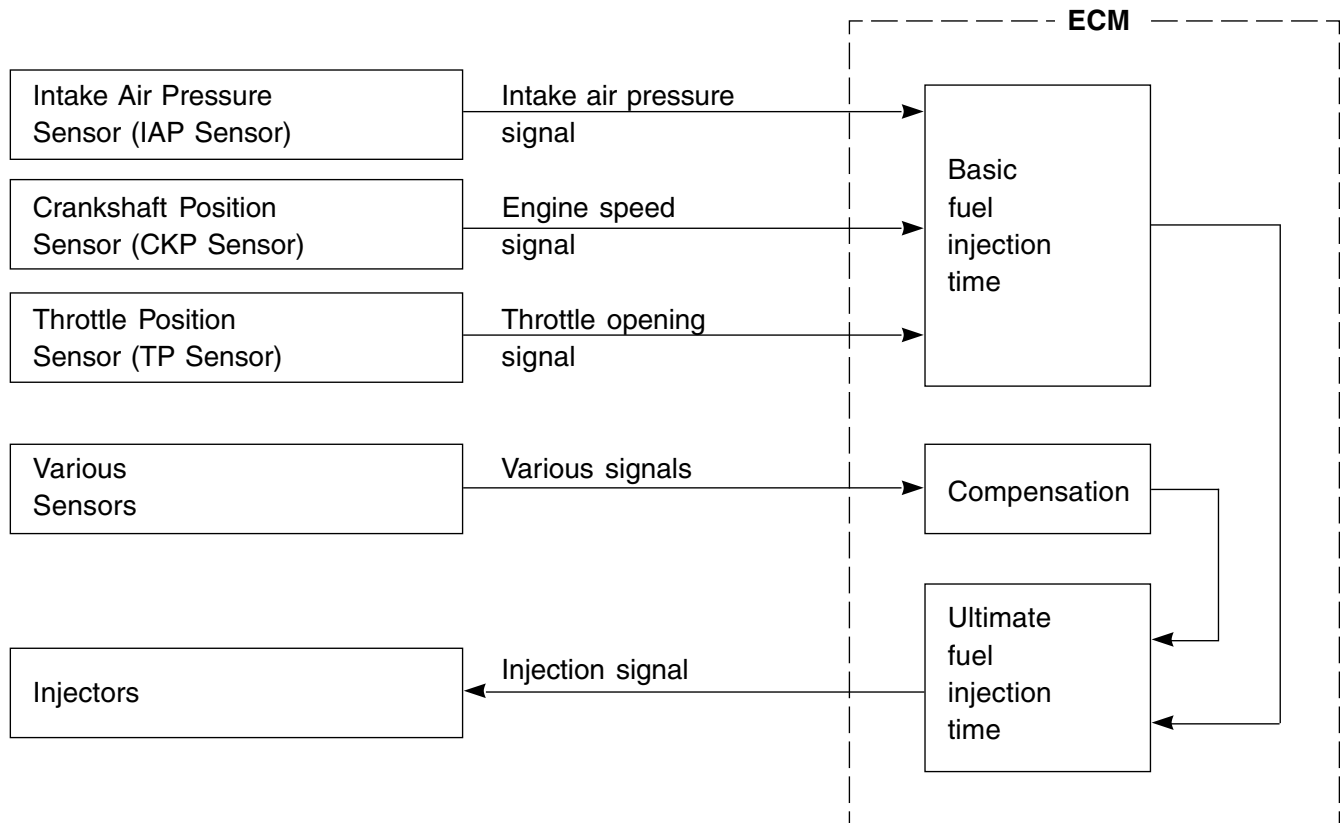 ECM
Intake Air Pressure
Sensor (IAP Sensor)
Intake air pressure
signal
Crankshaft Position
Sensor (CKP Sensor)
Engine speed
signal
Throttle Position
Sensor (TP Sensor)
Throttle opening
signal
Basic
fuel
injection
time
Various
Sensors
Various signals
Compensation
Injectors
Injection signal
Ultimate
fuel
injection
time